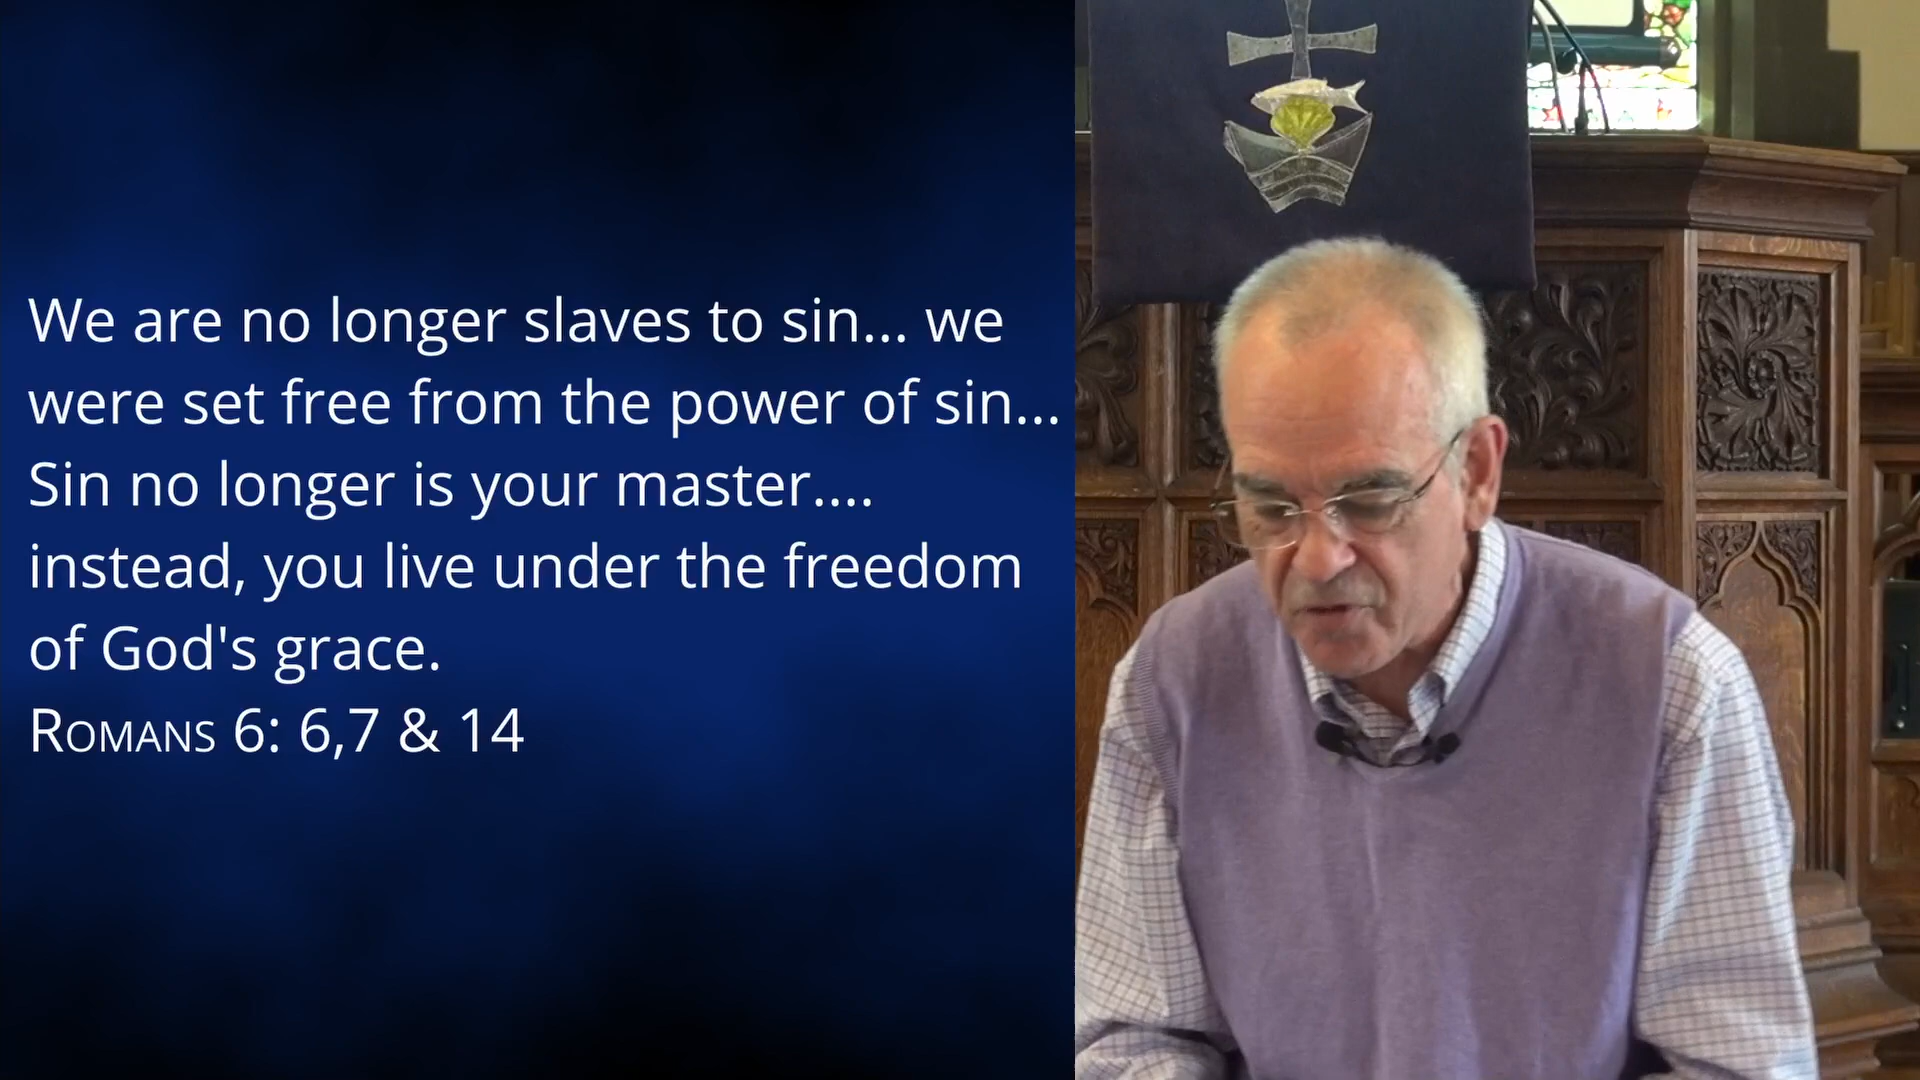 We are no longer slaves to sin... we
were set free from the power of sin...
Sin no longer is your master....
instead, you live under the freedom
of God's grace.
Romans 6: 6,7 & 14